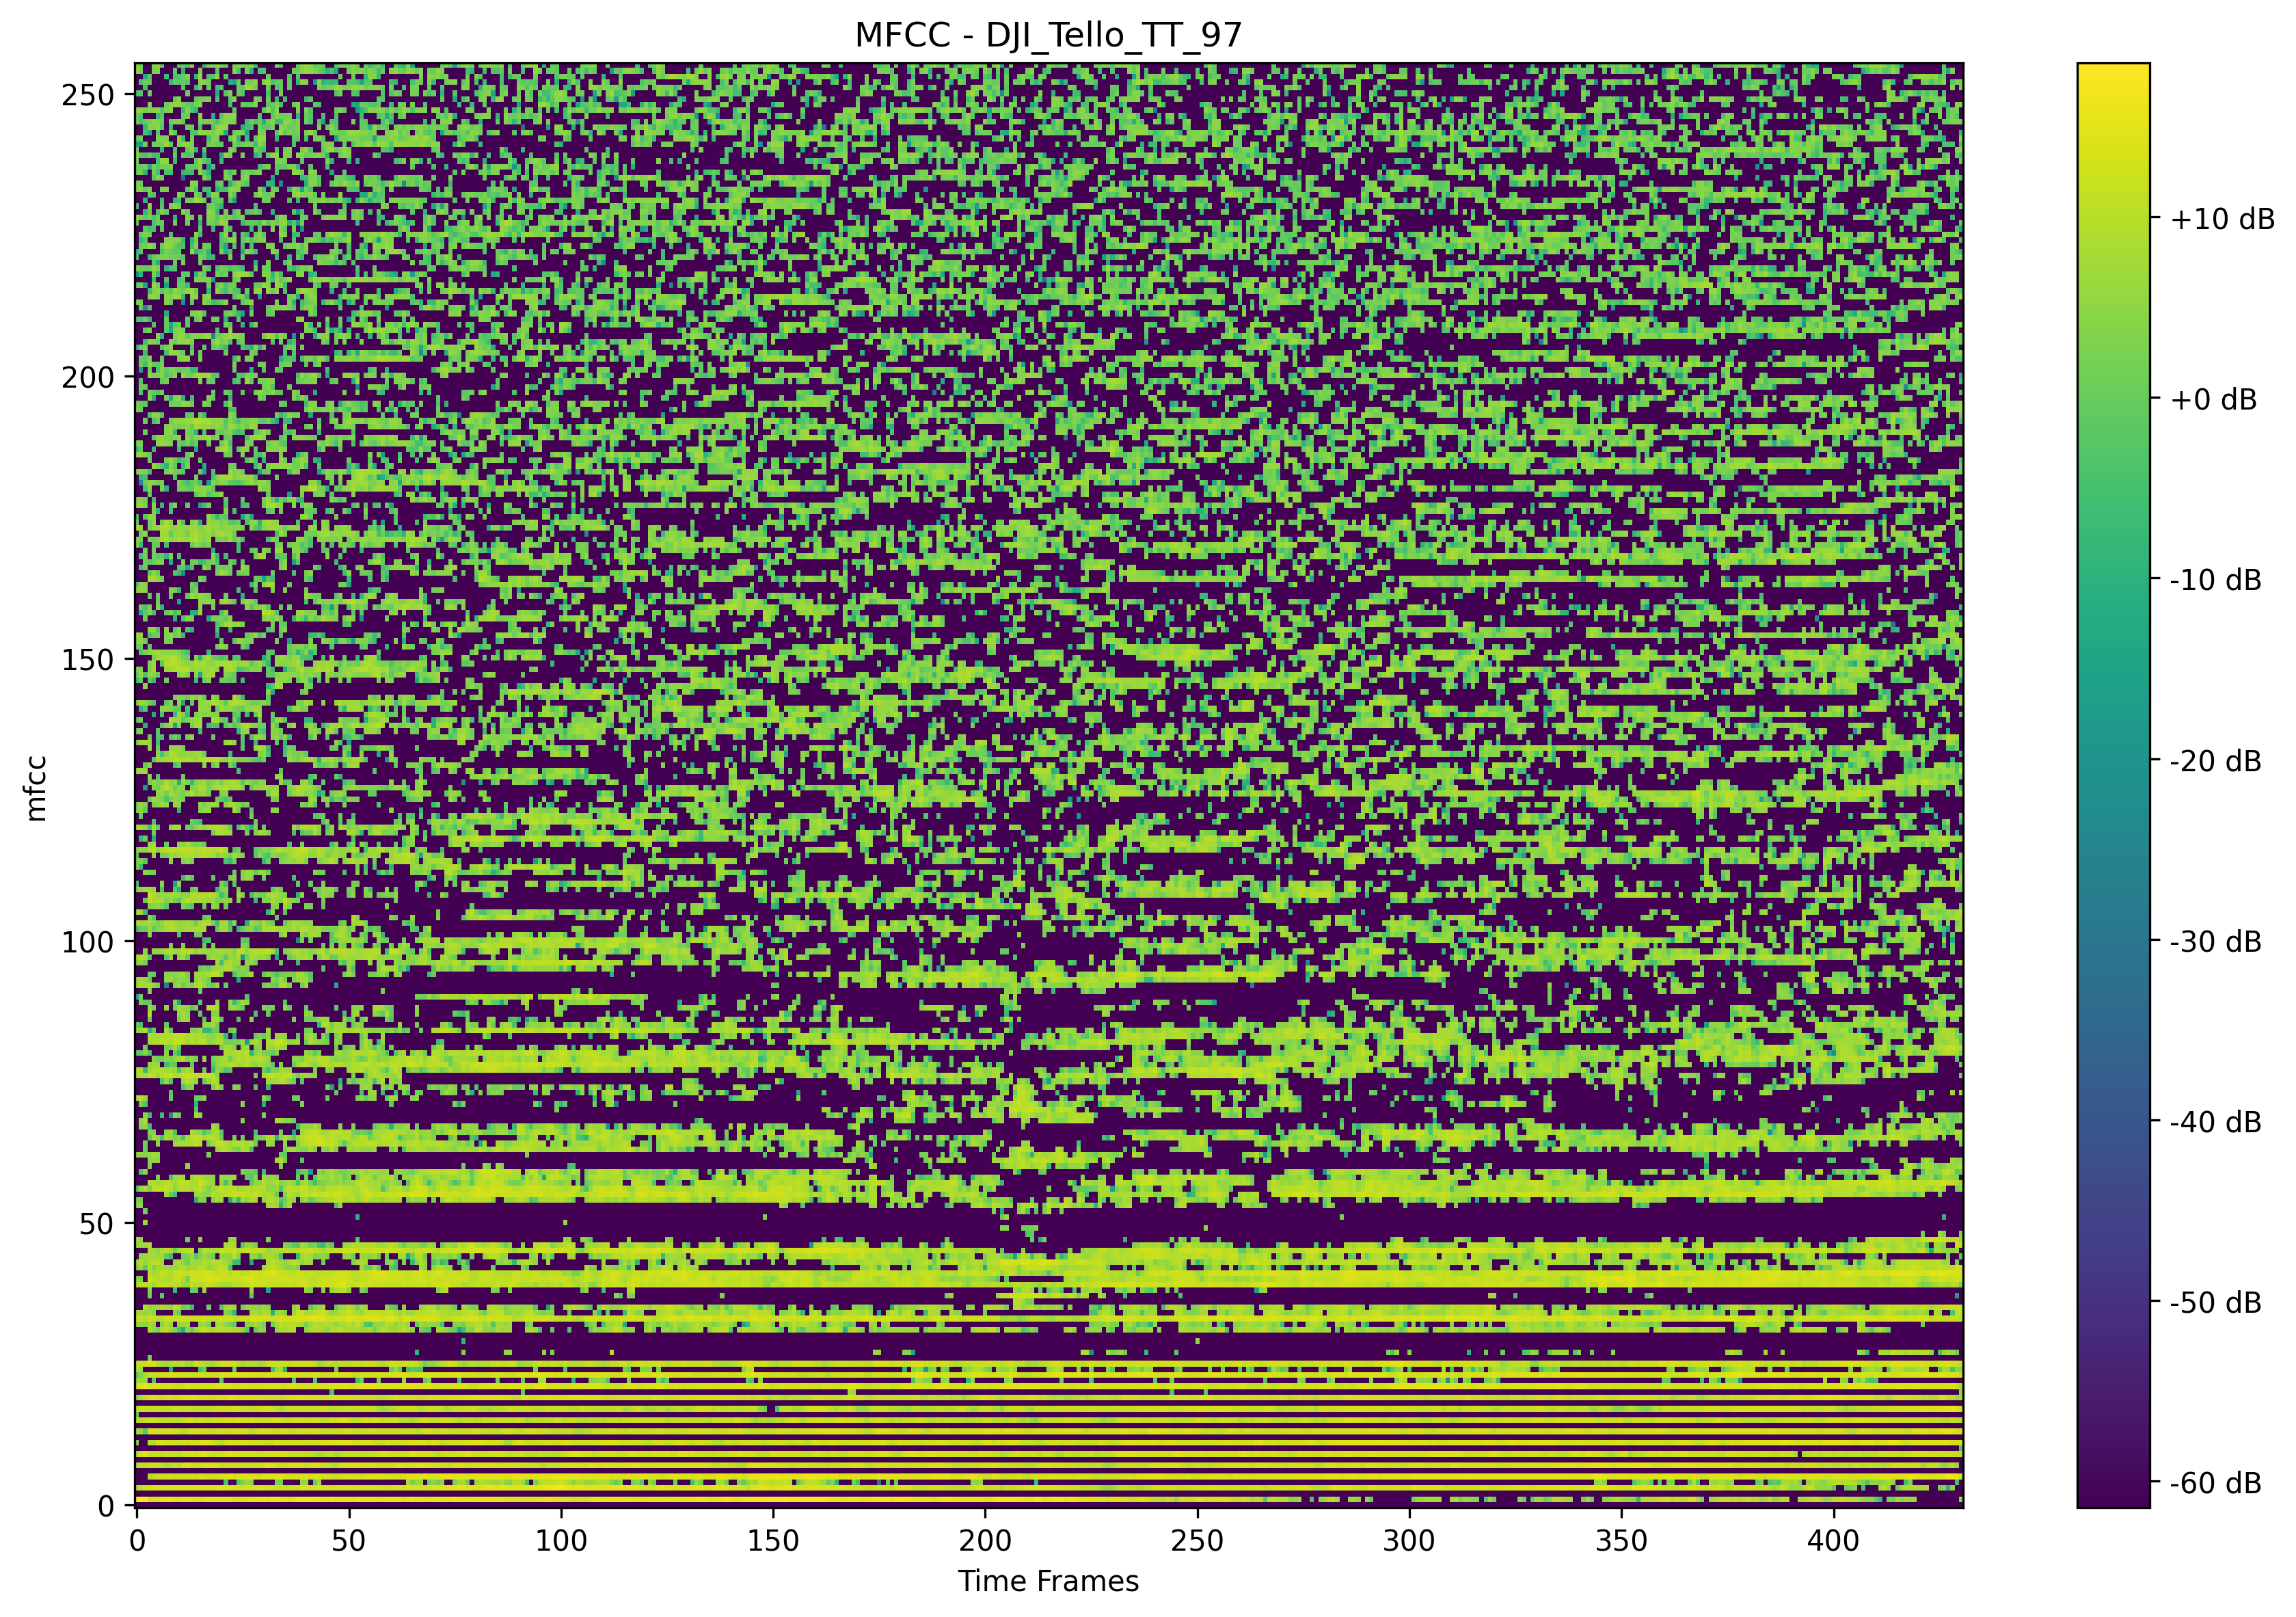 MFCC - DJI_Tello_TT_97
250
200
150
100
50
0
mfcc
0 50 100 150 200 250 300 350 400
Time Frames
+10 dB
+0 dB
-10 dB
-20 dB
-30 dB
-40 dB
-50 dB
-60 dB